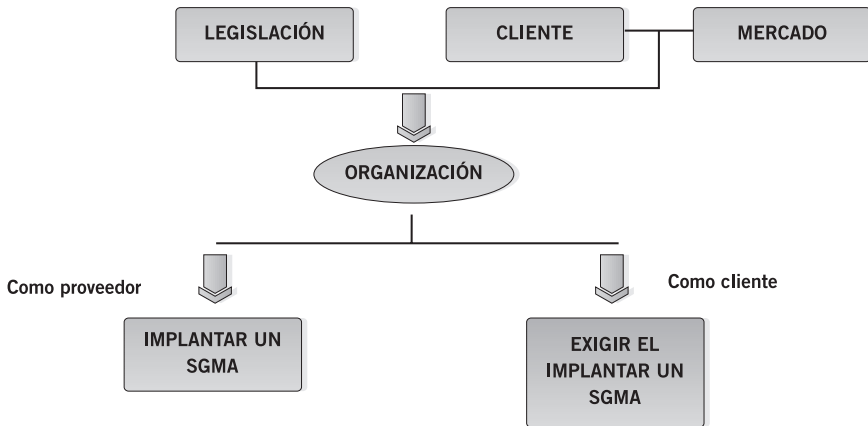 LEGISLACIÓN
CLIENTE
MERCADO
ORGANIZACIÓN
Como proveedor
Como cliente
IMPLANTAR UN
SGMA
EXIGIR EL
IMPLANTAR UN
SGMA